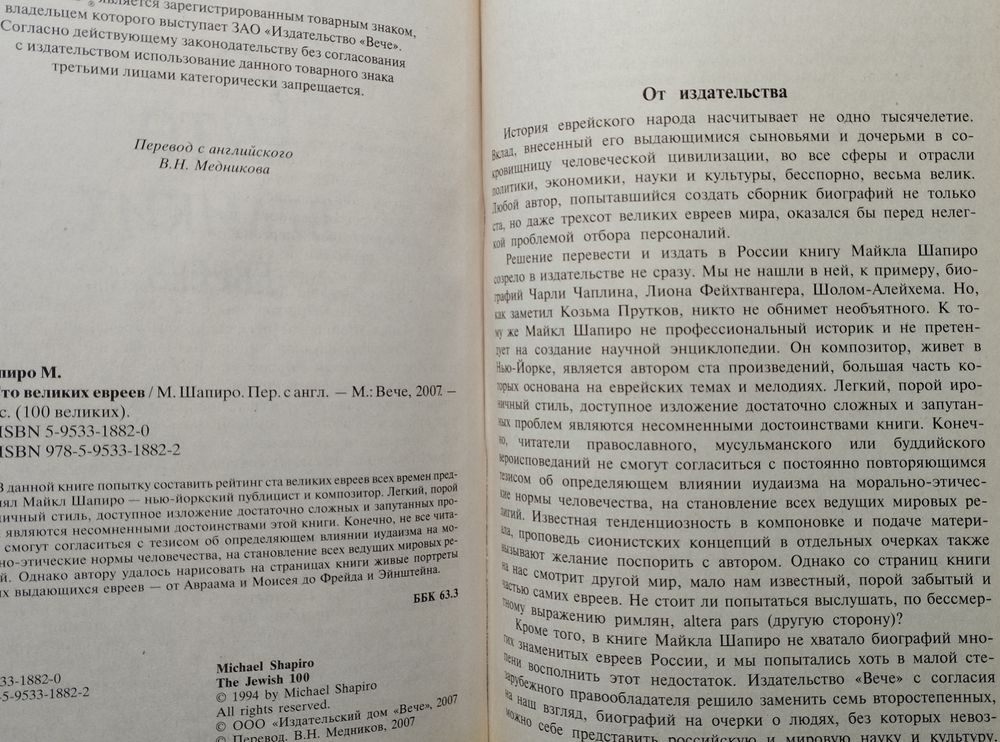 ® является зарегистрированным товарным знаком,
владельцем которого выступает ЗАО «Издательство «Вече».
Согласно действующему законодательству без согласования
с издательством использование данного товарного знака
третьими лицами категорически запрещается.
Перевод с английского
В.Н. Медникова
пиро М.
то великих евреев / М. Шапиро. Пер. с англ. — М.: Вече, 2007. –
с. (100 великих).
ISBN 5-9533-1882-0
ISBN 978-5-9533-1882-2
В данной книге попытку составить рейтинг ста великих евреев всех времен пред-
нял Майкл Шапиро — нью-йоркский публицист и композитор. Легкий, порой
ничный стиль, доступное изложение достаточно сложных и запутанных про-
являются несомненными достоинствами этой книги. Конечно, не все чита-
смогут согласиться с тезисом об определяющем влиянии иудаизма на мо-
но-этические нормы человечества, на становление всех ведущих мировых ре-
й. Однако автору удалось нарисовать на страницах книги живые портреты
х выдающихся евреев — от Авраама и Моисея до Фрейда и Эйнштейна.
ББК 63.3
33-1882-0
5-9533-1882-2
Michael Shapiro
The Jewish 100
© 1994 by Michael Shapiro
All rights reserved.
© ООО «Издательский дом «Вече», 2007
© Перевод. В.Н. Медников, 2007
От издательства
История еврейского народа насчитывает не одно тысячелетие.
Вклад, внесенный его выдающимися сыновьями и дочерьми в со-
кровищницу человеческой цивилизации, во все сферы и отрасли
политики, экономики, науки и культуры, бесспорно, весьма велик.
Любой автор, попытавшийся создать сборник биографий не только
ста, но даже трехсот великих евреев мира, оказался бы перед нелег-
кой проблемой отбора персоналий.
Решение перевести и издать в России книгу Майкла Шапиро
созрело в издательстве не сразу. Мы не нашли в ней, к примеру, био-
графий Чарли Чаплина, Лиона Фейхтвангера, Шолом-Алейхема. Но,
как заметил Козьма Прутков, никто не обнимет необъятного. К то-
му же Майкл Шапиро не профессиональный историк и не претен-
дует на создание научной энциклопедии. Он композитор, живет в
Нью-Йорке, является автором ста произведений, большая часть ко-
торых основана на еврейских темах и мелодиях. Легкий, порой иро-
ничный стиль, доступное изложение достаточно сложных и запутан-
ных проблем являются несомненными достоинствами книги. Конеч-
но, читатели православного, мусульманского или буддийского
вероисповеданий не смогут согласиться с постоянно повторяющимся
тезисом об определяющем влиянии иудаизма на морально-этичес-
кие нормы человечества, на становление всех ведущих мировых ре-
лигий. Известная тенденциозность в компоновке и подаче матери-
ала, проповедь сионистских концепций в отдельных очерках также
вызывают желание поспорить с автором. Однако со страниц книги
на нас смотрит другой мир, мало нам известный, порой забытый и
частью самих евреев. Не стоит ли попытаться выслушать, по бессмер-
тному выражению римлян, altera pars (другую сторону)?
Кроме того, в книге Майкла Шапиро не хватало биографий мно-
гих знаменитых евреев России, и мы попытались хоть в малой сте-
пени восполнить этот недостаток. Издательство «Вече» с согласия
зарубежного правообладателя решило заменить семь второстепенных,
на наш взгляд, биографий на очерки о людях, без которых невоз-
можно себе представить российскую и мировую науку и культуру.